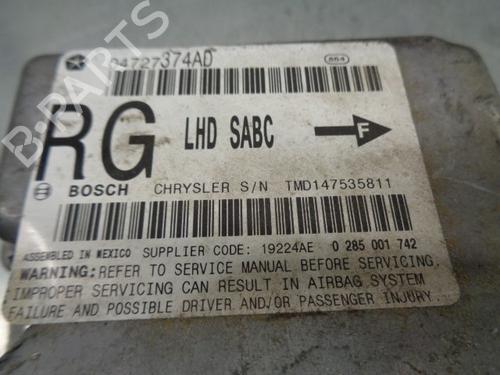 04727374AD 864
RG LHD SABC F
BOSCH CHRYSLER S/N TMD147535811
ASSEMBLED IN MEXICO SUPPLIER CODE: 19224AE 0 285 001 742
WARNING: REFER TO SERVICE MANUAL BEFORE SERVICING.
IMPROPER SERVICING CAN RESULT IN AIRBAG SYSTEM
FAILURE AND POSSIBLE DRIVER AND/OR PASSENGER INJURY
B-PARTS